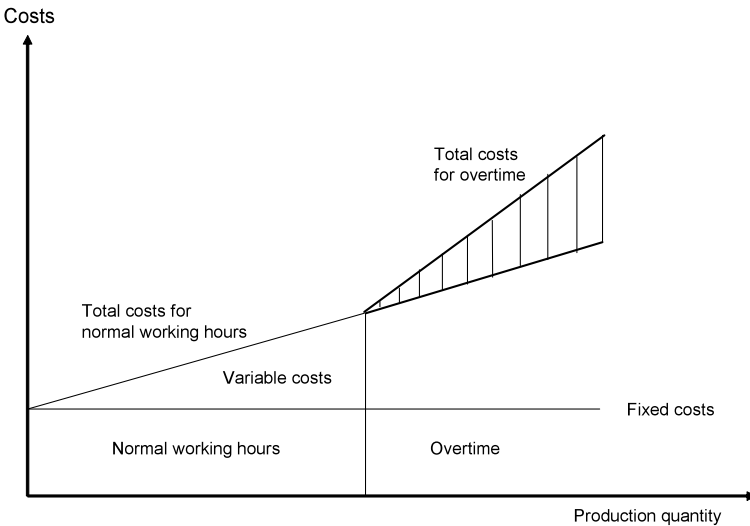 Costs
Total costs
for overtime
Total costs for
normal working hours
Variable costs
Fixed costs
Normal working hours
Overtime
Production quantity